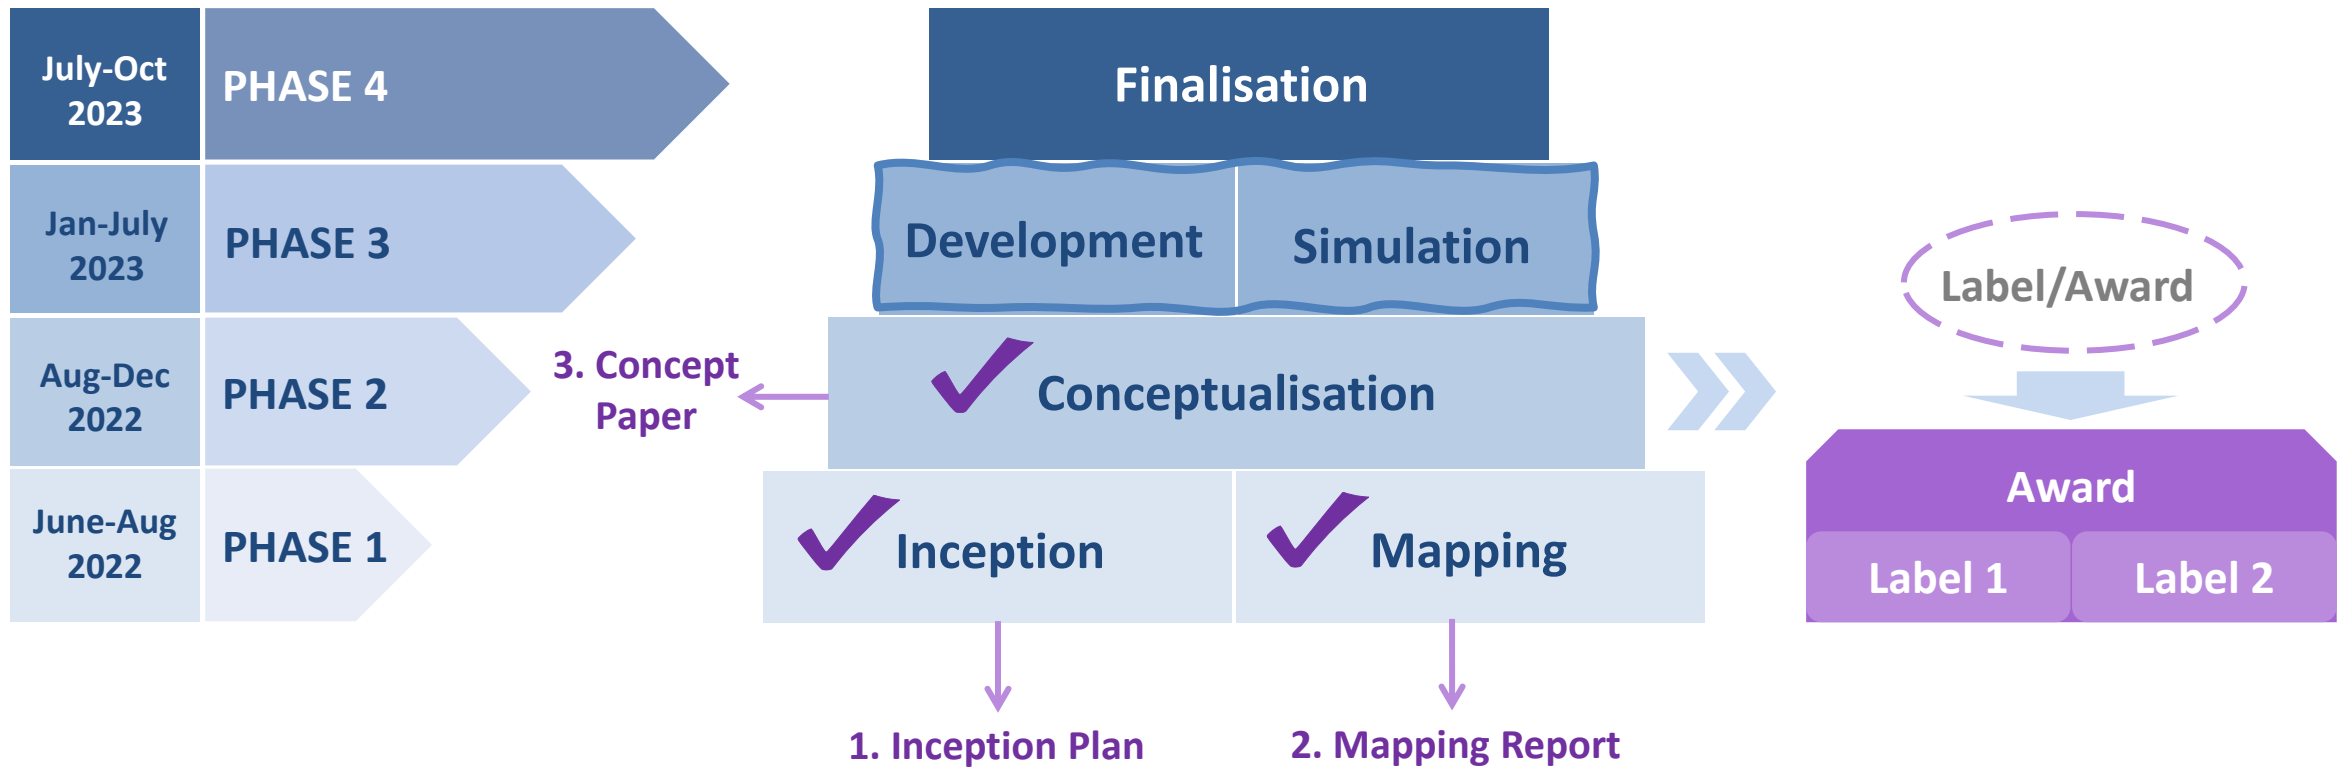 July-Oct
2023
PHASE 4
Finalisation
Jan-July
2023
PHASE 3
Development
Simulation
Label/Award
Aug-Dec
2022
PHASE 2
3. Concept
Paper
Conceptualisation
June-Aug
2022
PHASE 1
Inception
Mapping
Award
Label 1
Label 2
1. Inception Plan
2. Mapping Report